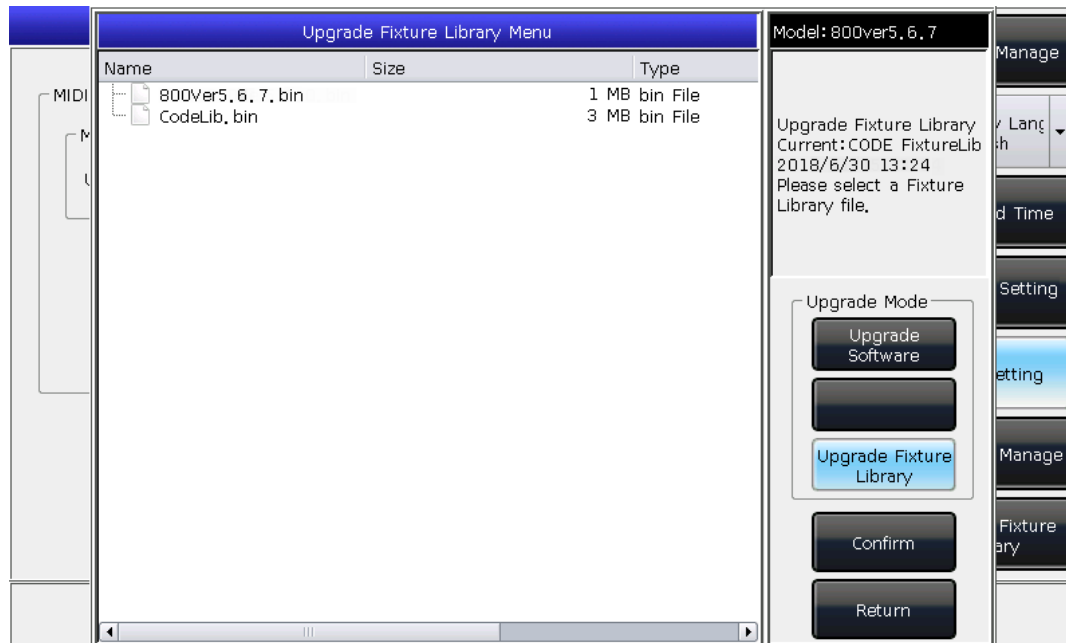 Upgrade Fixture Library Menu
Name Size Type
800Ver5.6.7.bin 1 MB bin File
CodeLib.bin 3 MB bin File
Model:800ver5.6.7
Upgrade Fixture Library
Current:CODE FixtureLib
2018/6/30 13:24
Please select a Fixture
Library file.
Upgrade Mode
Upgrade
Software
Upgrade Fixture
Library
Confirm
Return
MIDI
Manage
d Time
Setting
etting
Manage
Fixture